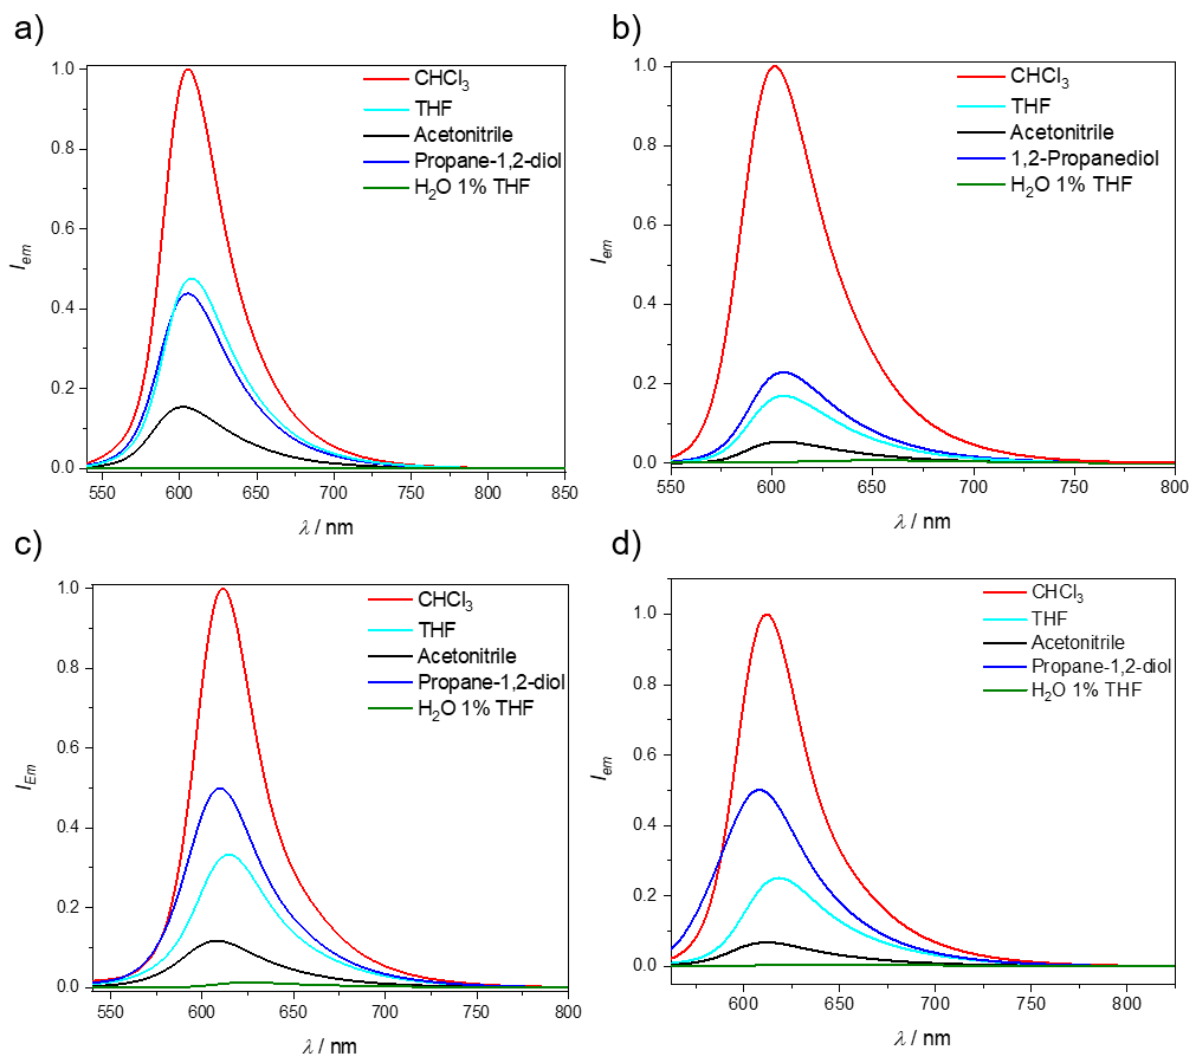 a)
1.0
0.8
0.6
0.4
0.2
0.0
I_em
CHCl₃
THF
Acetonitrile
Propane-1,2-diol
H₂O 1% THF
550 600 650 700 750 800 850
λ / nm
b)
1.0
0.8
0.6
0.4
0.2
0.0
I_em
CHCl₃
THF
Acetonitrile
1,2-Propanediol
H₂O 1% THF
550 600 650 700 750 800
λ / nm
c)
1.0
0.8
0.6
0.4
0.2
0.0
I_Em
CHCl₃
THF
Acetonitrile
Propane-1,2-diol
H₂O 1% THF
550 600 650 700 750 800
λ / nm
d)
1.0
0.8
0.6
0.4
0.2
0.0
I_em
CHCl₃
THF
Acetonitrile
Propane-1,2-diol
H₂O 1% THF
600 650 700 750 800
λ / nm